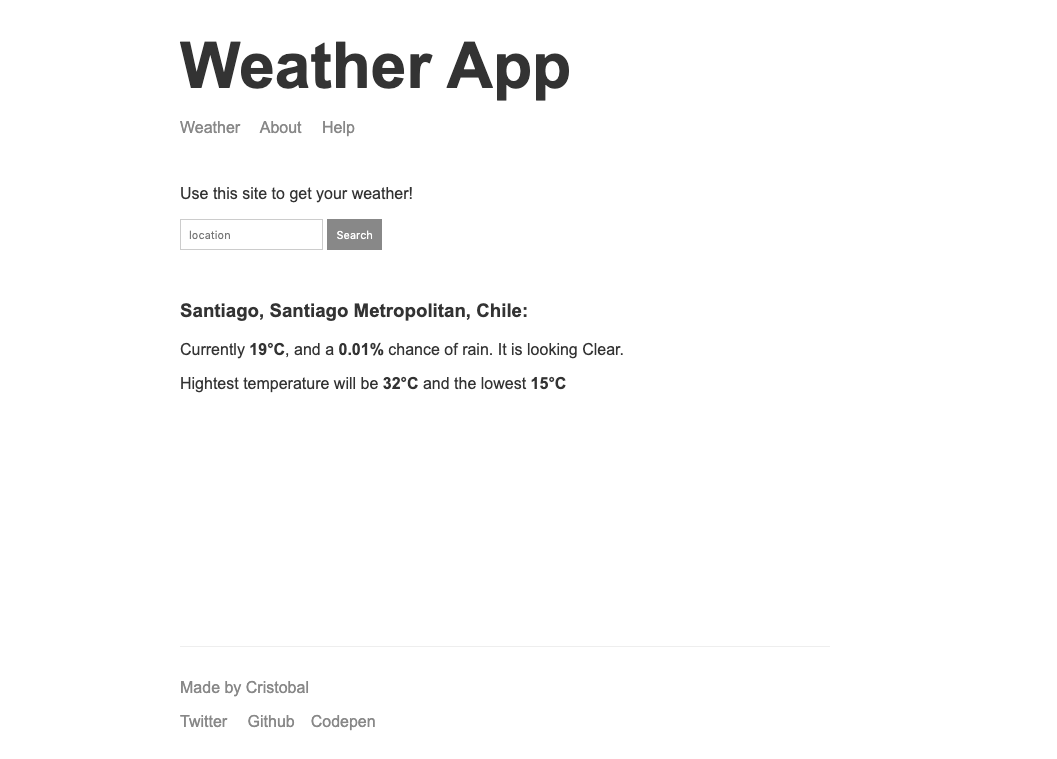 Weather App
Weather About Help
Use this site to get your weather!
location Search
Santiago, Santiago Metropolitan, Chile:
Currently 19°C, and a 0.01% chance of rain. It is looking Clear.
Hightest temperature will be 32°C and the lowest 15°C
Made by Cristobal
Twitter Github Codepen